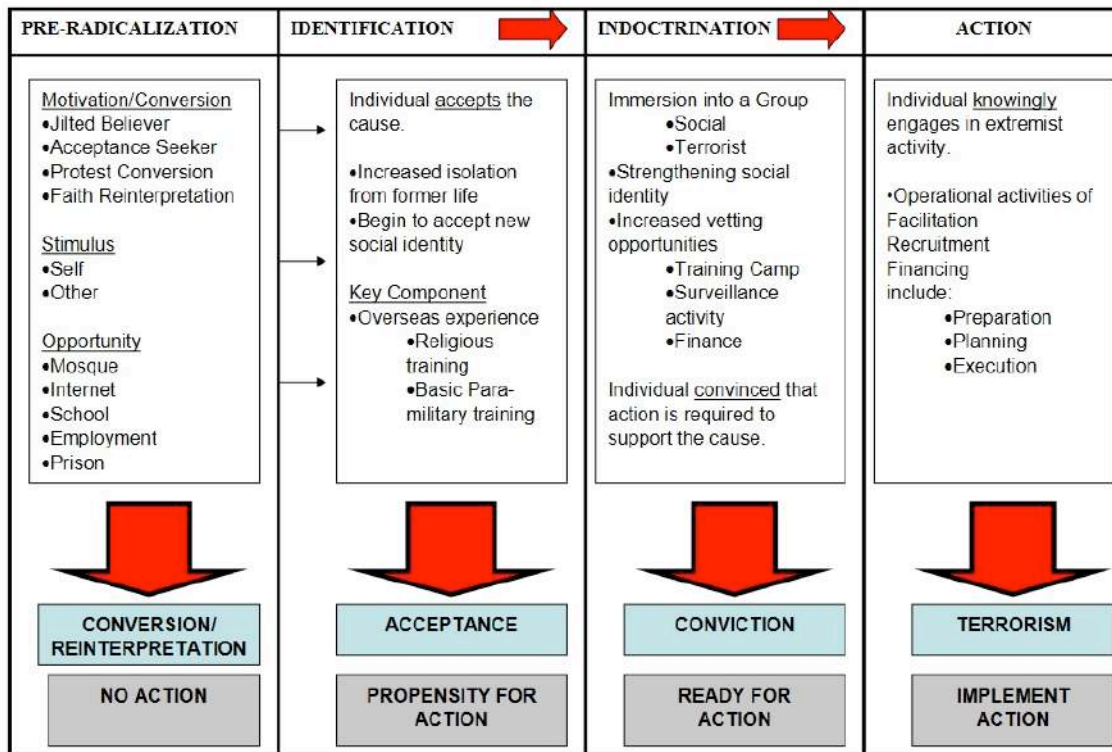 PRE-RADICALIZATION
IDENTIFICATION
INDOCTRINATION
ACTION
Motivation/Conversion
•Jilted Believer
•Acceptance Seeker
•Protest Conversion
•Faith Reinterpretation
Stimulus
•Self
•Other
Opportunity
•Mosque
•Internet
•School
•Employment
•Prison
Individual accepts the
cause.
•Increased isolation
from former life
•Begin to accept new
social identity
Key Component
•Overseas experience
•Religious
training
•Basic Para-
military training
Immersion into a Group
•Social
•Terrorist
•Strengthening social
identity
•Increased vetting
opportunities
•Training Camp
•Surveillance
activity
•Finance
Individual convinced that
action is required to
support the cause.
Individual knowingly
engages in extremist
activity.
•Operational activities of
Facilitation
Recruitment
Financing
include:
•Preparation
•Planning
•Execution
CONVERSION/
REINTERPRETATION
ACCEPTANCE
CONVICTION
TERRORISM
NO ACTION
PROPENSITY FOR
ACTION
READY FOR
ACTION
IMPLEMENT
ACTION